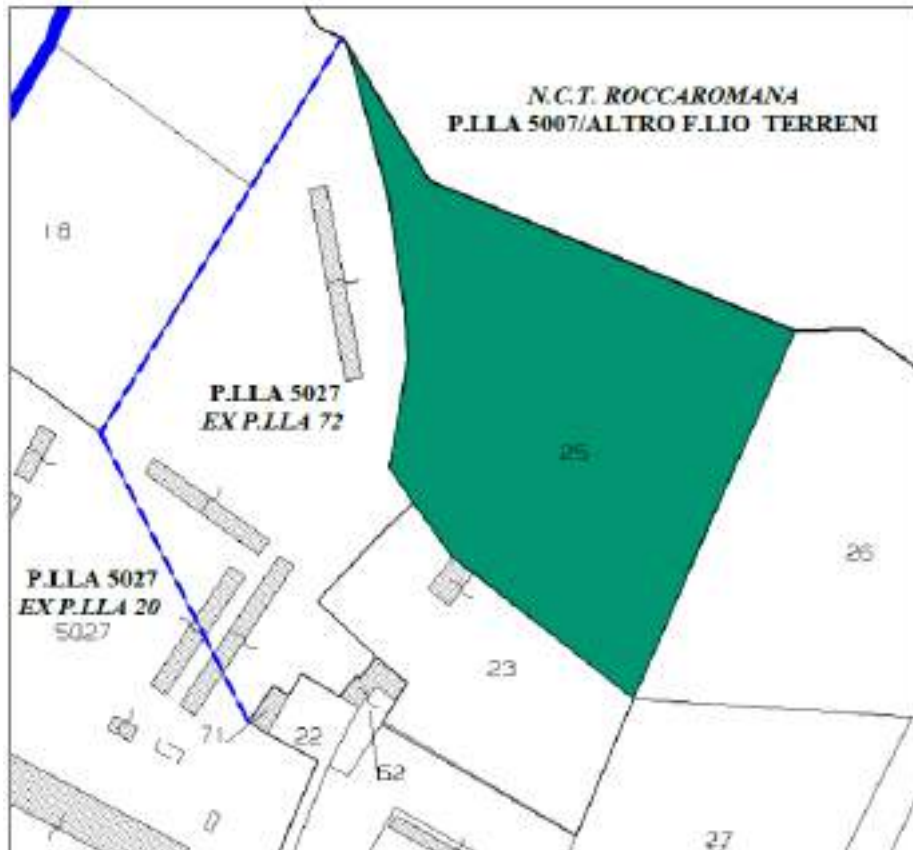 N.C.T. ROCCAROMANA
P.LLA 5007/ALTRO F.LIO TERRENI
18
P.LLA 5027
EX P.LLA 72
25
26
P.LLA 5027
EX P.LLA 20
5027
23
71
22
62
27